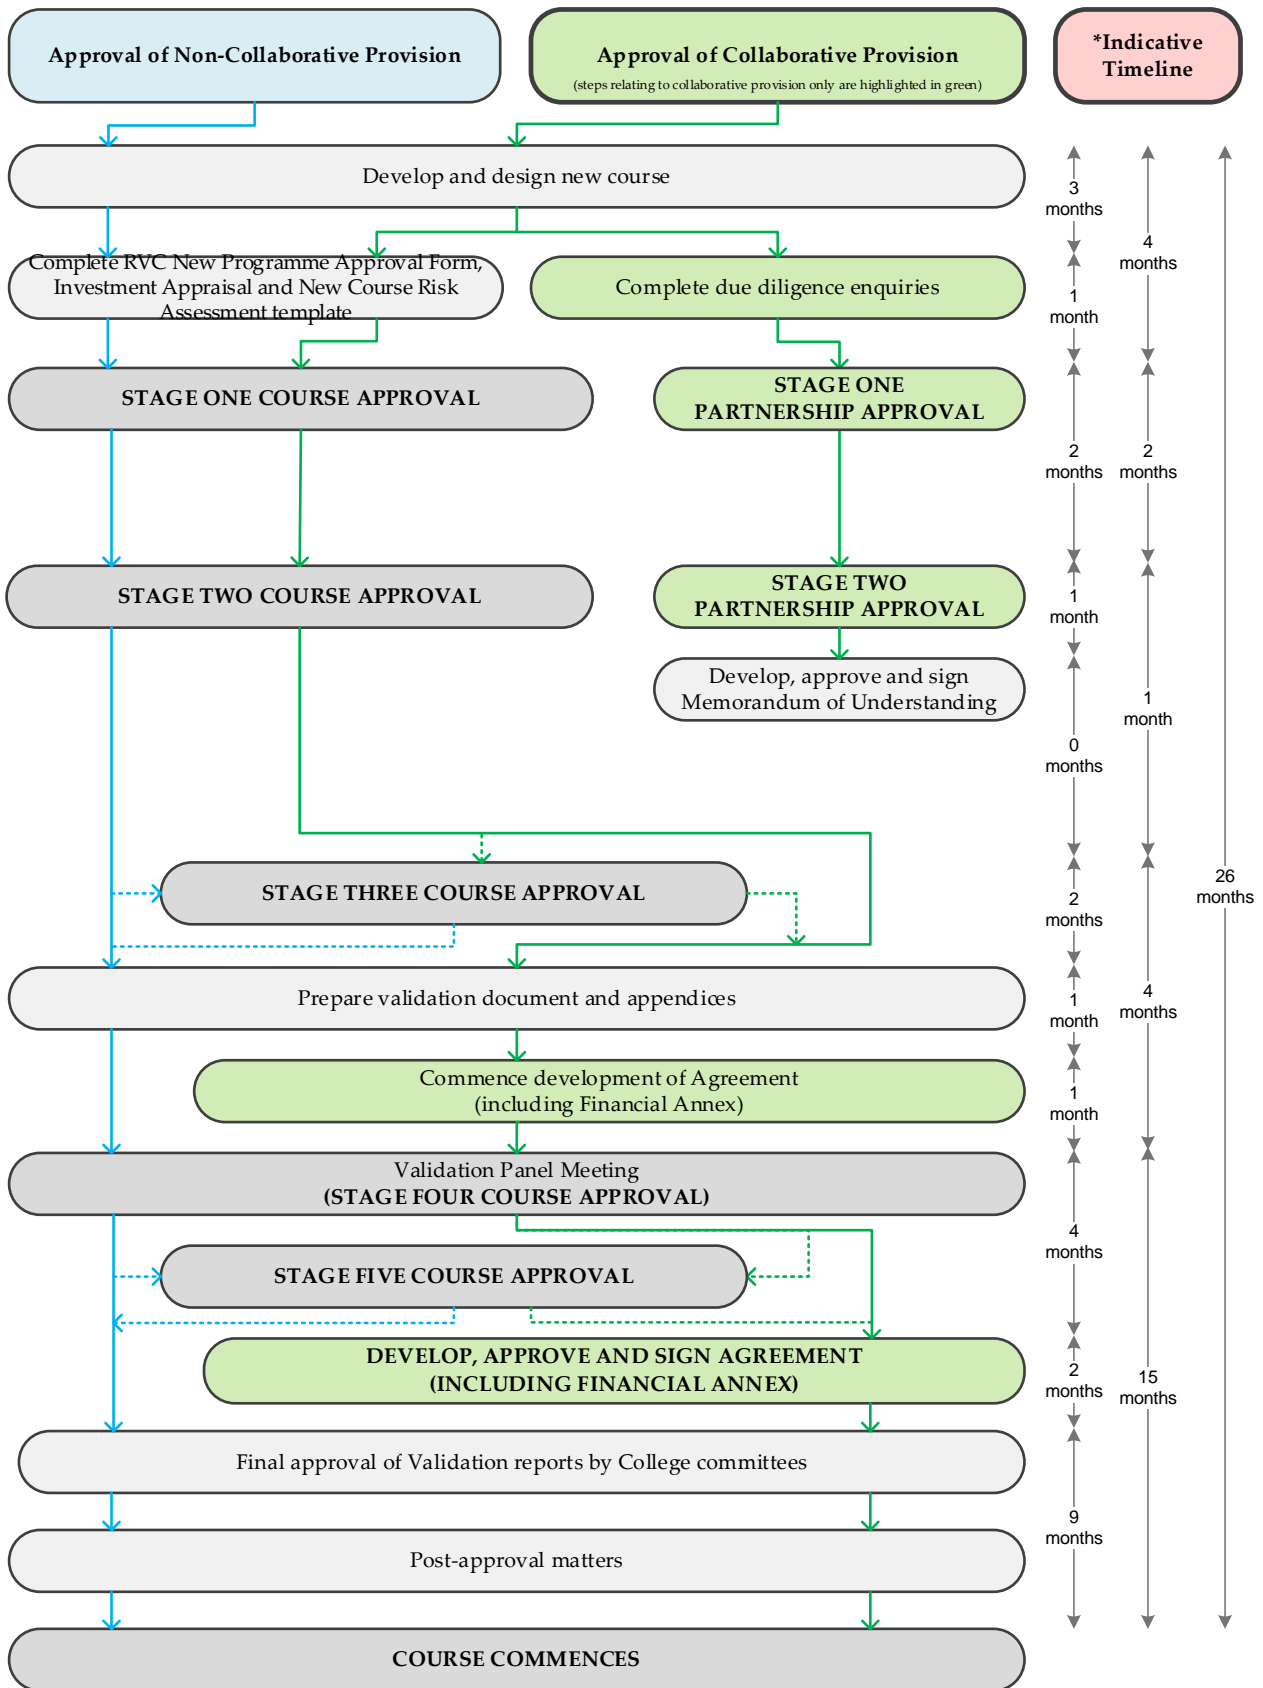 Approval of Non-Collaborative Provision
Approval of Collaborative Provision
(steps relating to collaborative provision only are highlighted in green)
*Indicative
Timeline
Develop and design new course
3
months
4
months
Complete RVC New Programme Approval Form,
Investment Appraisal and New Course Risk
Assessment template
Complete due diligence enquiries
1
month
STAGE ONE COURSE APPROVAL
STAGE ONE
PARTNERSHIP APPROVAL
2
months
2
months
STAGE TWO COURSE APPROVAL
STAGE TWO
PARTNERSHIP APPROVAL
1
month
Develop, approve and sign
Memorandum of Understanding
1
month
0
months
STAGE THREE COURSE APPROVAL
2
months
26
months
Prepare validation document and appendices
1
month
4
months
Commence development of Agreement
(including Financial Annex)
1
month
Validation Panel Meeting
(STAGE FOUR COURSE APPROVAL)
4
months
STAGE FIVE COURSE APPROVAL
DEVELOP, APPROVE AND SIGN AGREEMENT
(INCLUDING FINANCIAL ANNEX)
2
months
15
months
Final approval of Validation reports by College committees
9
months
Post-approval matters
COURSE COMMENCES